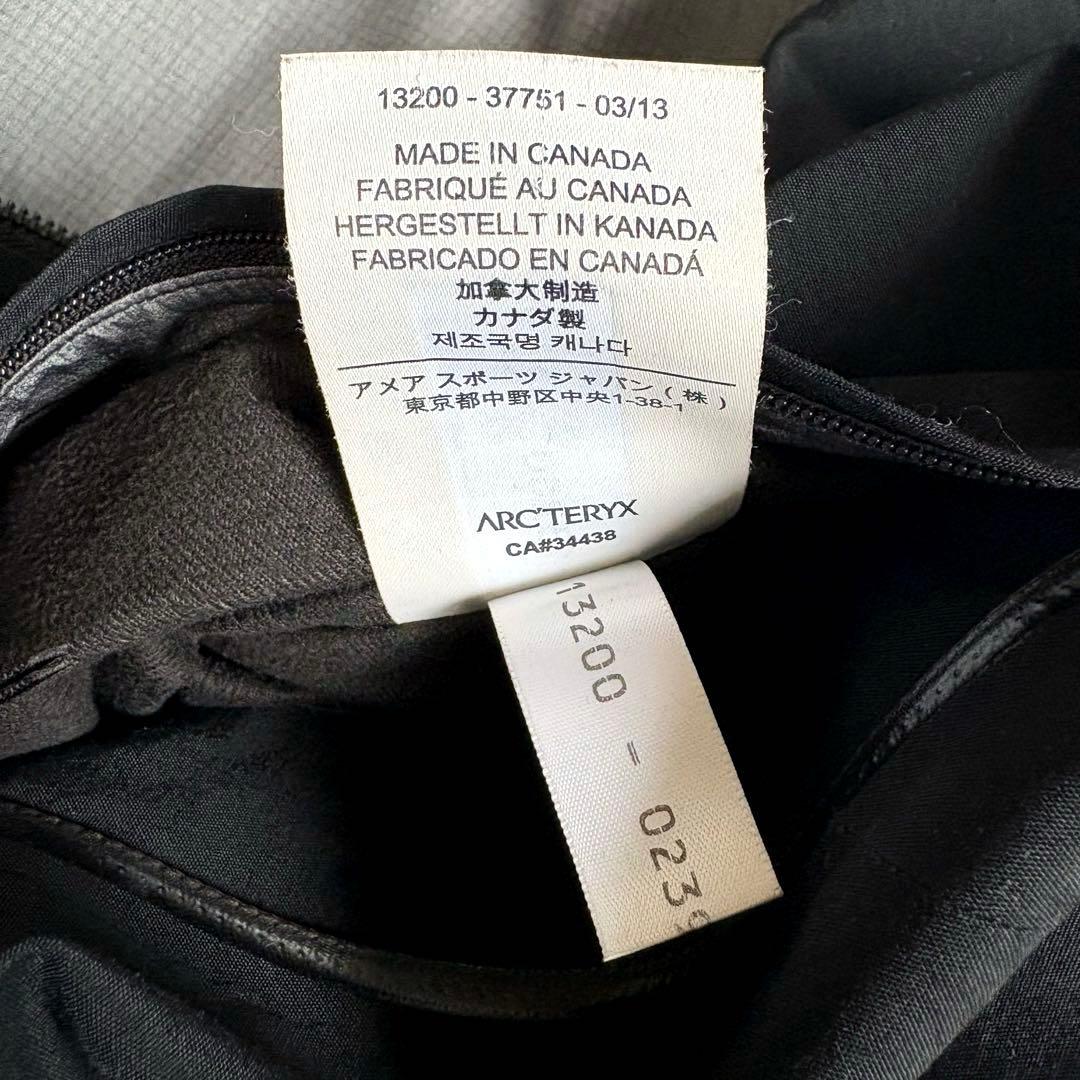 13200 - 37751 - 03/13
MADE IN CANADA
FABRIQUÉ AU CANADA
HERGESTELLT IN KANADA
FABRICADO EN CANADÁ
加拿大制造
カナダ製
제조국명 캐나다
アメア スポーツ ジャパン (株)
東京都中野区中央1-38-1
ARC'TERYX
CA#34438
13200 - 023